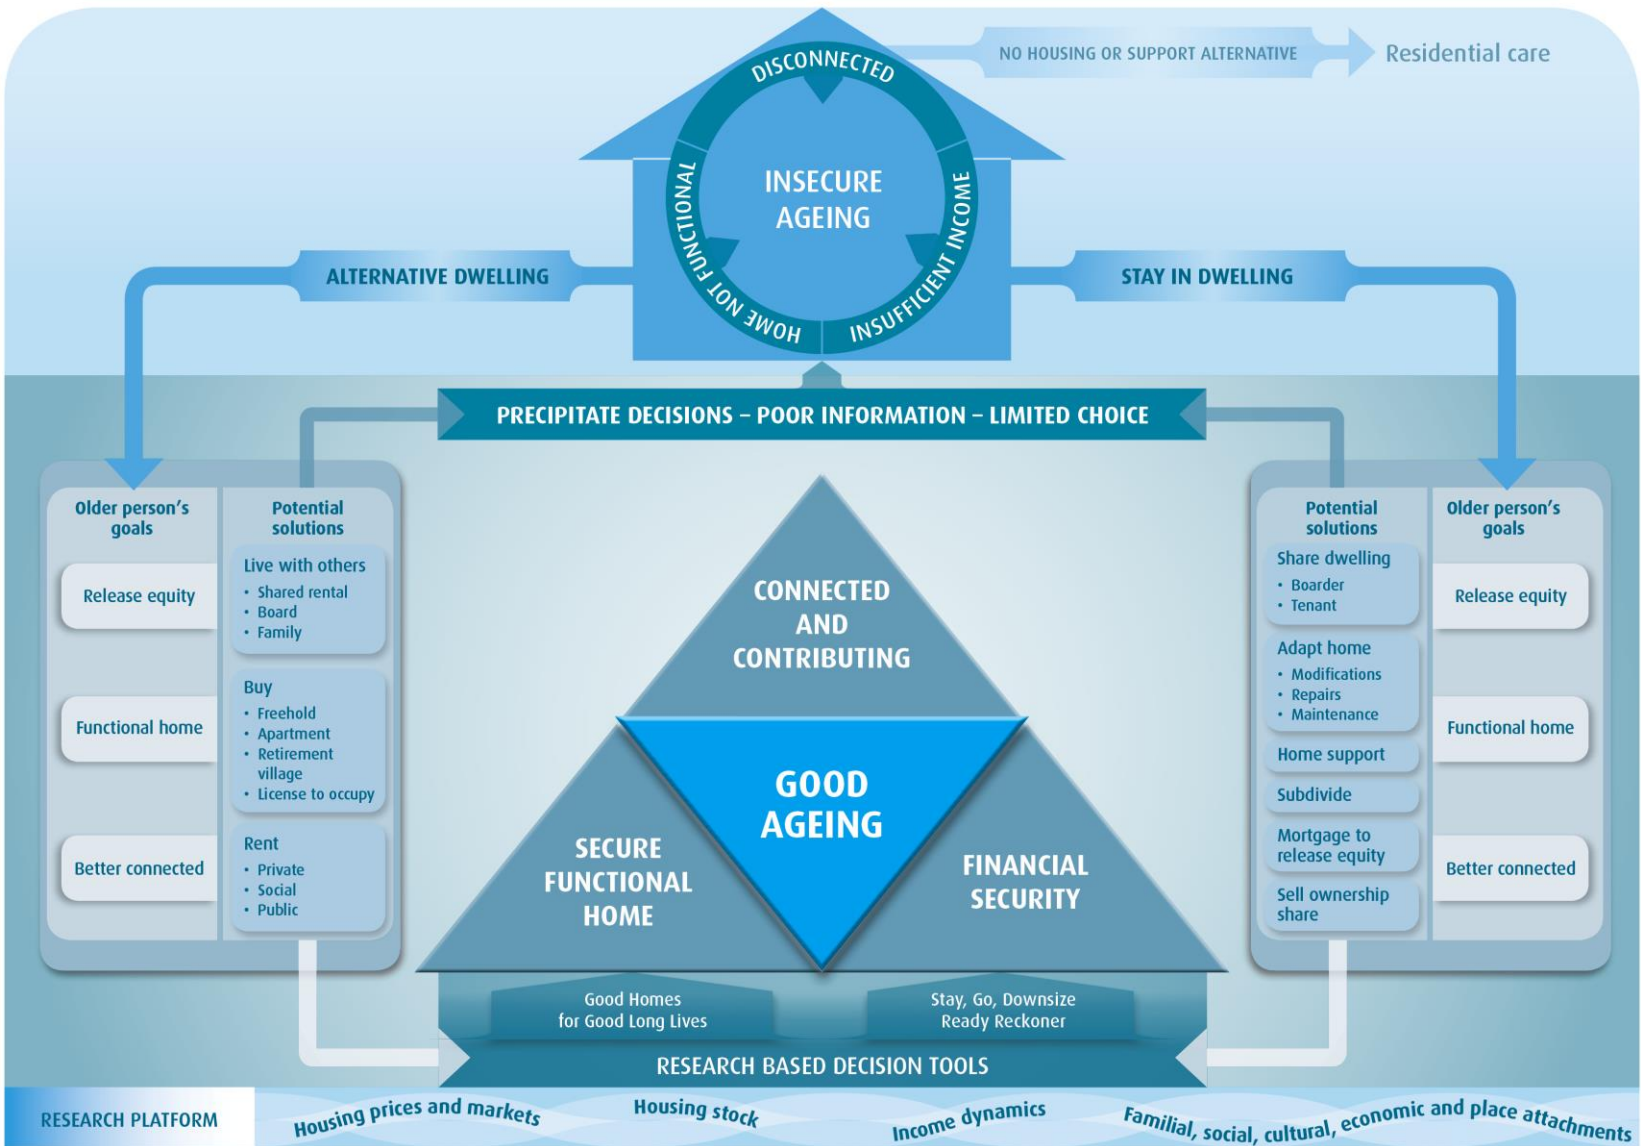 NO HOUSING OR SUPPORT ALTERNATIVE
Residential care
DISCONNECTED
HOME NOT FUNCTIONAL
INSUFFICIENT INCOME
INSECURE
AGEING
ALTERNATIVE DWELLING
STAY IN DWELLING
PRECIPITATE DECISIONS – POOR INFORMATION – LIMITED CHOICE
Older person's
goals
Release equity
Functional home
Better connected
Potential
solutions
Live with others
• Shared rental
• Board
• Family
Buy
• Freehold
• Apartment
• Retirement
village
• License to occupy
Rent
• Private
• Social
• Public
CONNECTED
AND
CONTRIBUTING
GOOD
AGEING
SECURE
FUNCTIONAL
HOME
FINANCIAL
SECURITY
Potential
solutions
Share dwelling
• Boarder
• Tenant
Adapt home
• Modifications
• Repairs
• Maintenance
Home support
Subdivide
Mortgage to
release equity
Sell ownership
share
Older person's
goals
Release equity
Functional home
Better connected
Good Homes
for Good Long Lives
Stay, Go, Downsize
Ready Reckoner
RESEARCH BASED DECISION TOOLS
RESEARCH PLATFORM
Housing prices and markets
Housing stock
Income dynamics
Familial, social, cultural, economic and place attachments